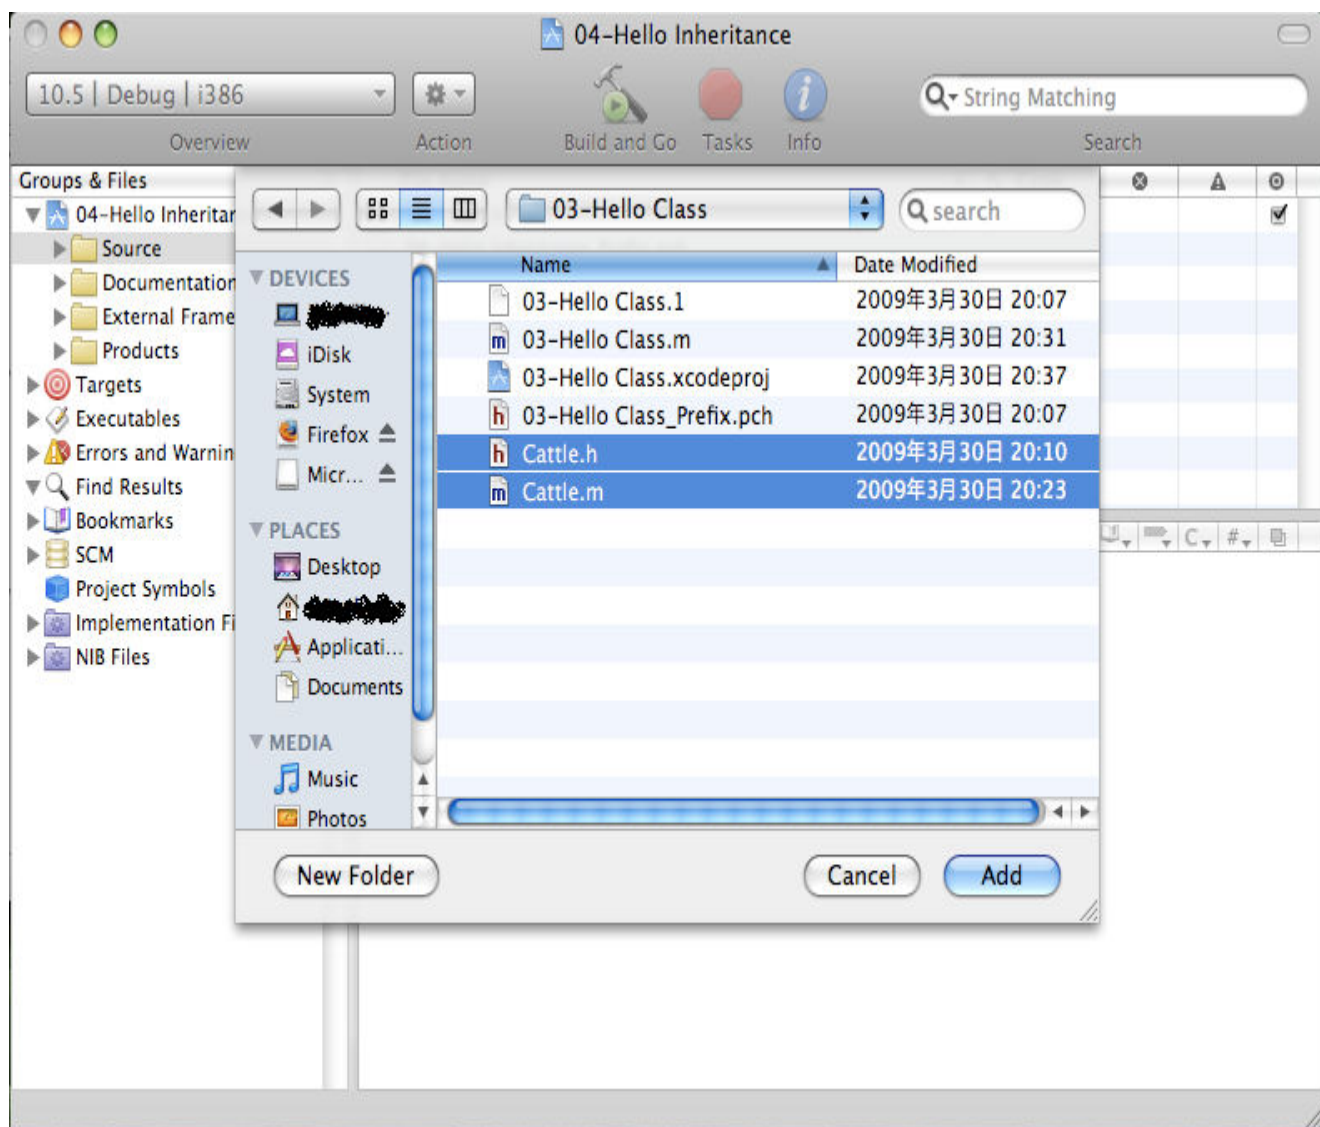 04-Hello Inheritance
10.5 | Debug | i386
String Matching
Overview
Action
Build and Go
Tasks
Info
Search
Groups & Files
04-Hello Inheritar
Source
Documentation
External Frame
Products
Targets
Executables
Errors and Warnin
Find Results
Bookmarks
SCM
Project Symbols
Implementation Fi
NIB Files
03-Hello Class
search
DEVICES
iDisk
System
Firefox
Micr...
PLACES
Desktop
Applicati...
Documents
MEDIA
Music
Photos
Name Date Modified
03-Hello Class.1 2009年3月30日 20:07
03-Hello Class.m 2009年3月30日 20:31
03-Hello Class.xcodeproj 2009年3月30日 20:37
03-Hello Class_Prefix.pch 2009年3月30日 20:07
Cattle.h 2009年3月30日 20:10
Cattle.m 2009年3月30日 20:23
C #
New Folder
Cancel
Add